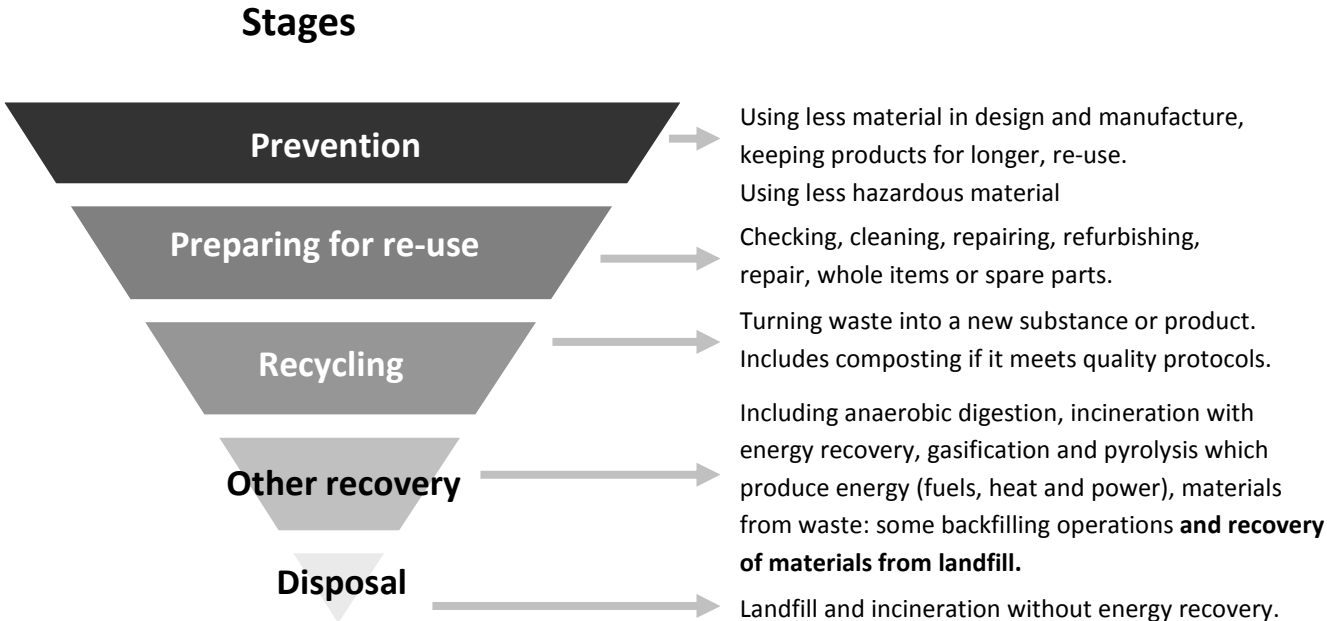 Stages
Prevention
Using less material in design and manufacture,
keeping products for longer, re-use.
Using less hazardous material
Preparing for re-use
Checking, cleaning, repairing, refurbishing,
repair, whole items or spare parts.
Recycling
Turning waste into a new substance or product.
Includes composting if it meets quality protocols.
Other recovery
Including anaerobic digestion, incineration with
energy recovery, gasification and pyrolysis which
produce energy (fuels, heat and power), materials
from waste: some backfilling operations and recovery
of materials from landfill.
Disposal
Landfill and incineration without energy recovery.